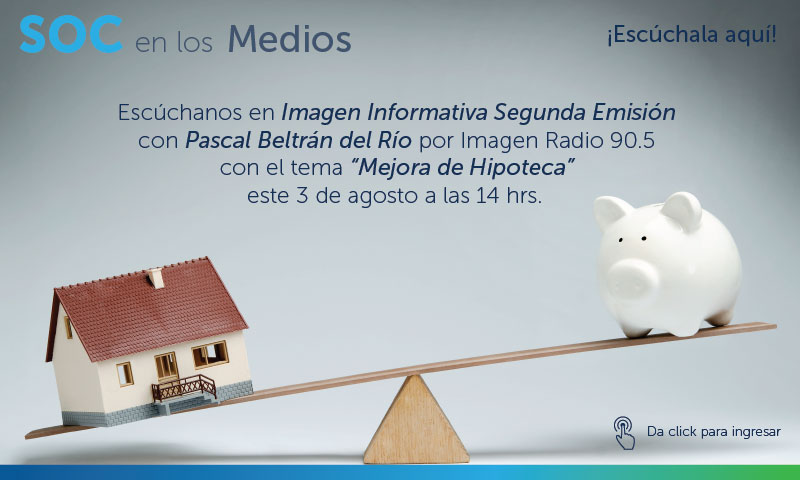 SOC en los Medios
¡Escúchala aquí!
Escúchanos en Imagen Informativa Segunda Emisión
con Pascal Beltrán del Río por Imagen Radio 90.5
con el tema “Mejora de Hipoteca”
este 3 de agosto a las 14 hrs.
Da click para ingresar